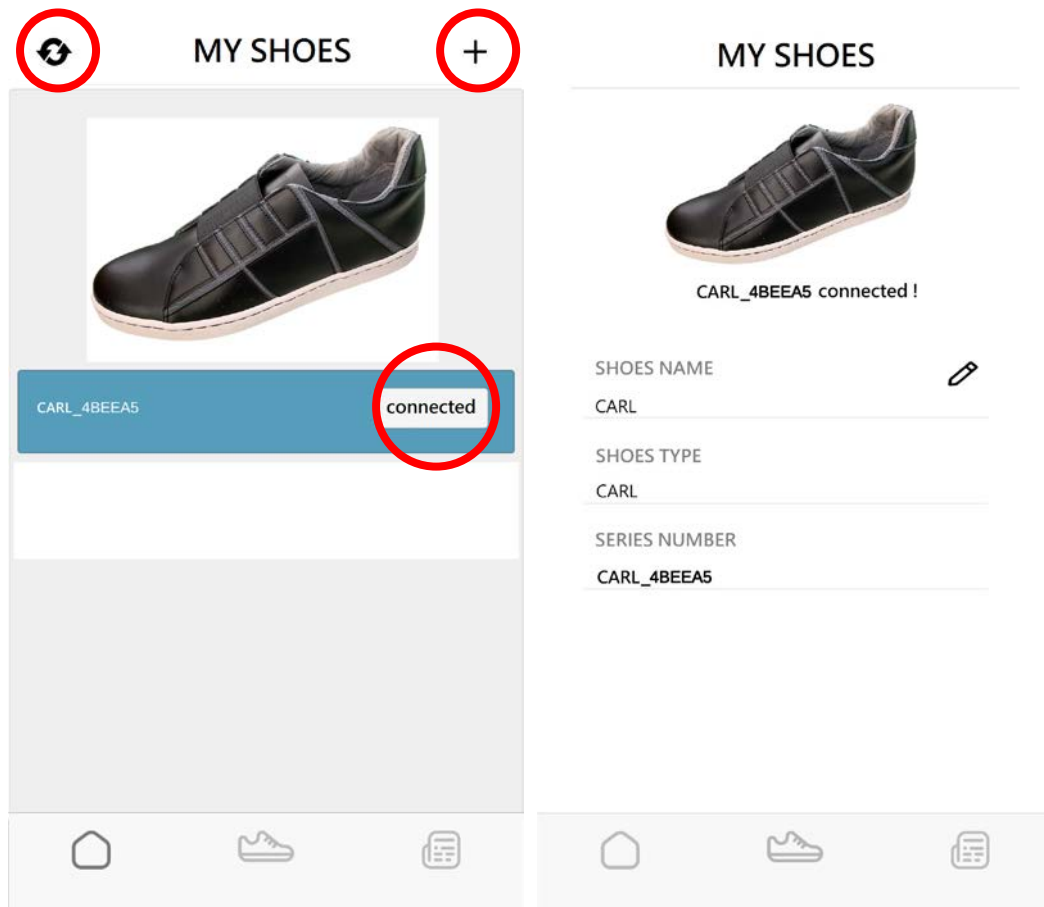 MY SHOES
+
CARL_4BEEA5
connected
MY SHOES
CARL_4BEEA5 connected !
SHOES NAME
CARL
SHOES TYPE
CARL
SERIES NUMBER
CARL_4BEEA5